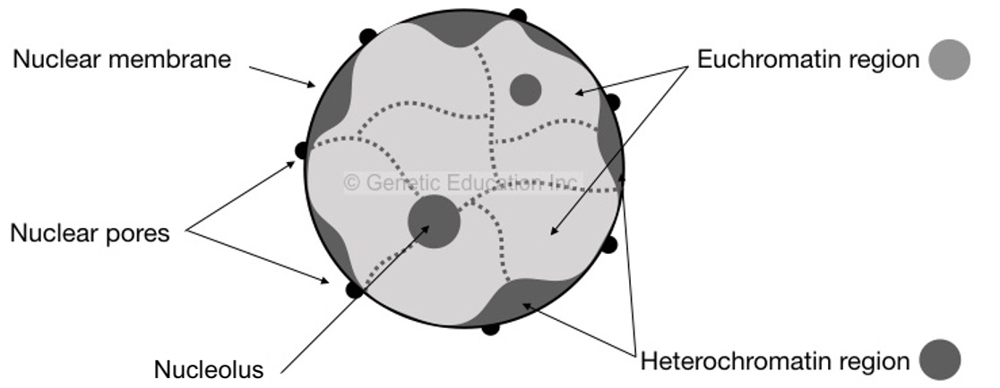 Nuclear membrane
Euchromatin region
© Genetic Education Inc.
Nuclear pores
Nucleolus
Heterochromatin region